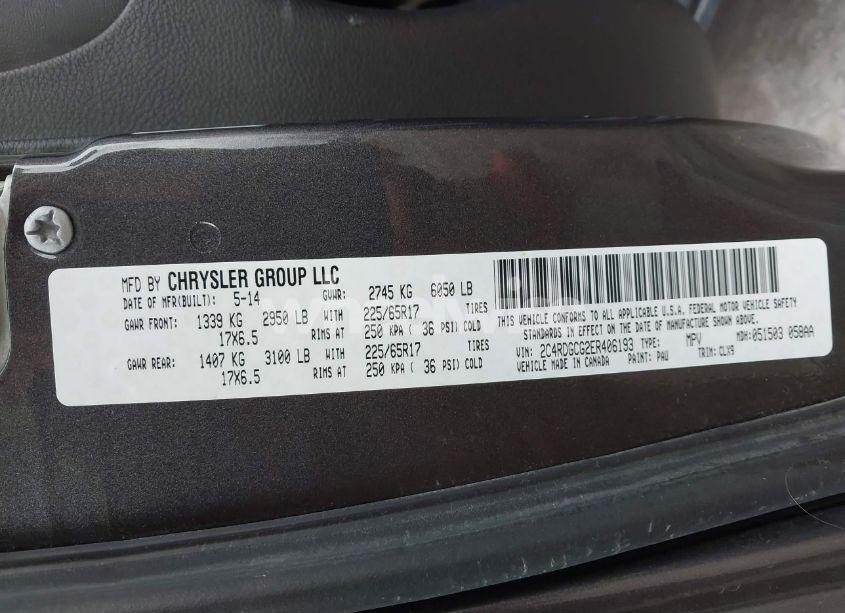 MFD BY CHRYSLER GROUP LLC
DATE OF MFR(BUILT): 5-14 GVWR: 2745 KG 6050 LB
GAWR FRONT: 1339 KG 2950 LB WITH 225/65R17 TIRES
17X6.5 RIMS AT 250 KPA ( 36 PSI) COLD
GAWR REAR: 1407 KG 3100 LB WITH 225/65R17 TIRES
17X6.5 RIMS AT 250 KPA ( 36 PSI) COLD
THIS VEHICLE CONFORMS TO ALL APPLICABLE U.S.A. FEDERAL MOTOR VEHICLE SAFETY
STANDARDS IN EFFECT ON THE DATE OF MANUFACTURE SHOWN ABOVE.
VIN: 2C4RDGCG2ER406193 TYPE: MPV MDH: 051503 058AA
VEHICLE MADE IN CANADA PAINT: PAU TRIM: CLX9